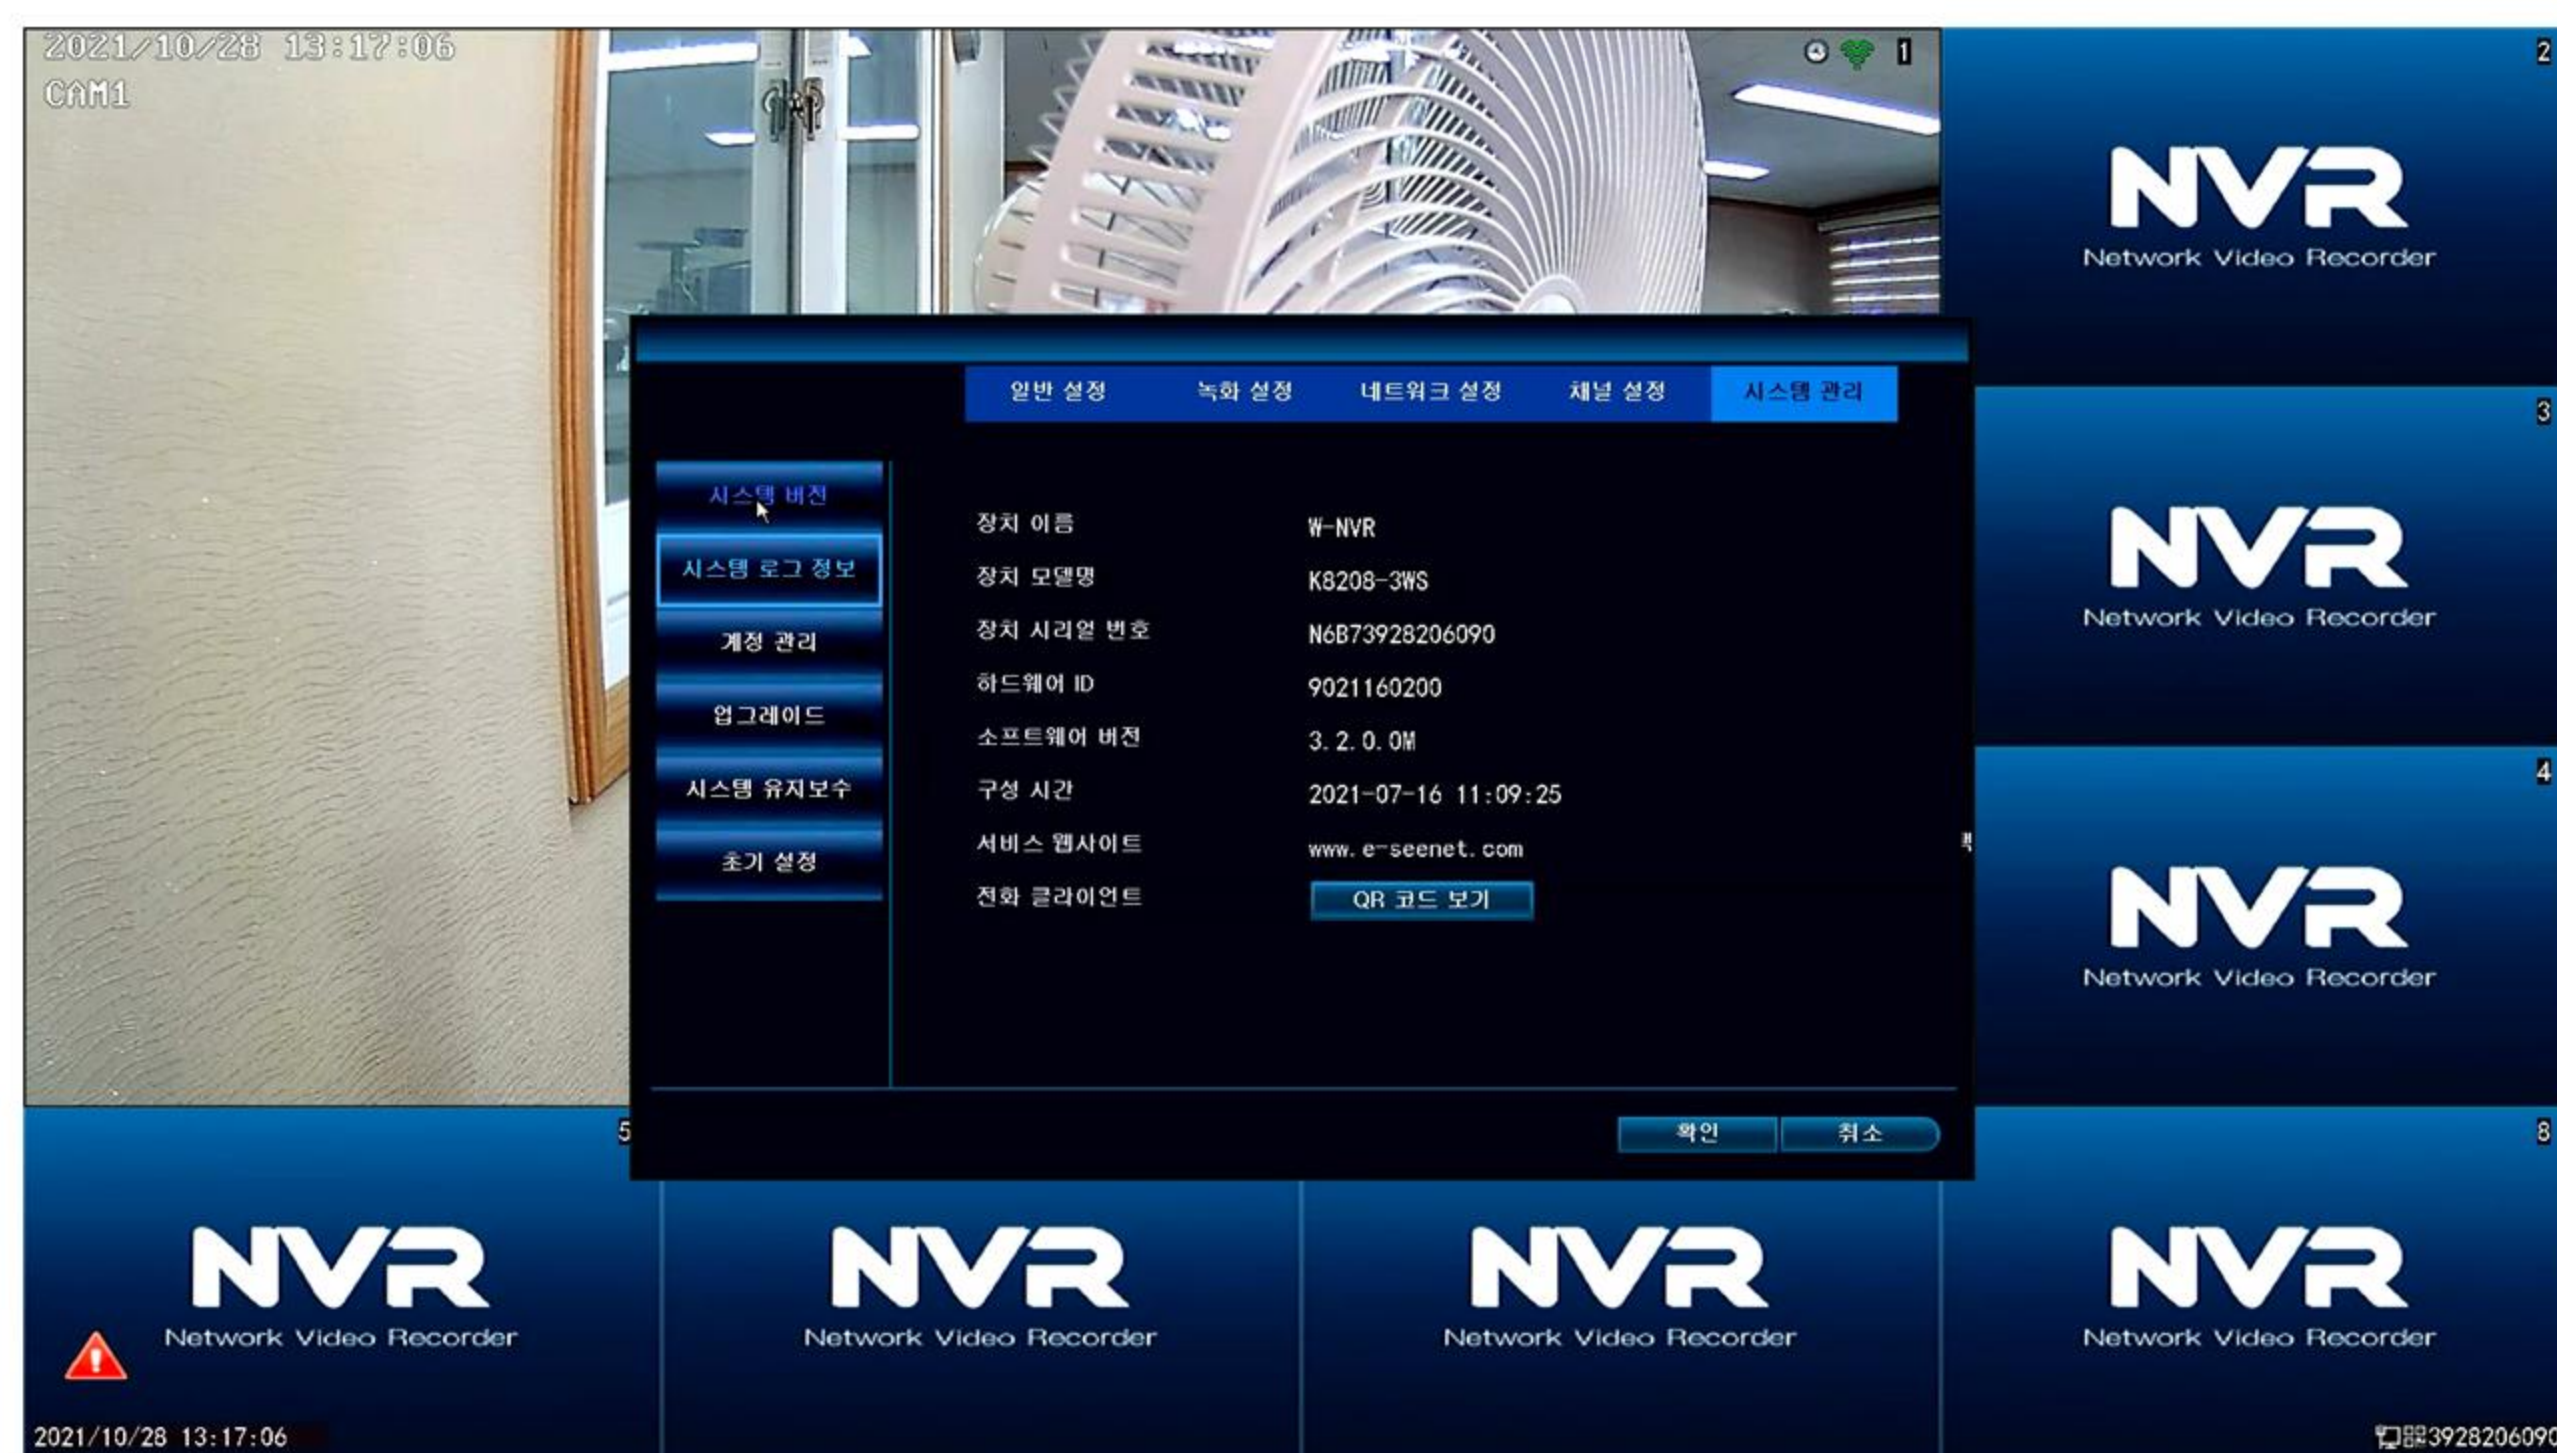 2021/10/28 13:17:06
CAM1
1
2
NVR
Network Video Recorder
일반 설정 녹화 설정 네트워크 설정 채널 설정 시스템 관리
3
NVR
Network Video Recorder
시스템 버전
시스템 로그 정보
계정 관리
업그레이드
시스템 유지보수
초기 설정
장치 이름 W-NVR
장치 모델명 K8208-3WS
장치 시리얼 번호 N6B73928206090
하드웨어 ID 9021160200
소프트웨어 버전 3.2.0.0M
구성 시간 2021-07-16 11:09:25
서비스 웹사이트 www.e-seenet.com
전화 클라이언트 QR 코드 보기
4
NVR
Network Video Recorder
확인 취소
5
8
NVR
Network Video Recorder
NVR
Network Video Recorder
NVR
Network Video Recorder
NVR
Network Video Recorder
2021/10/28 13:17:06
3928206090